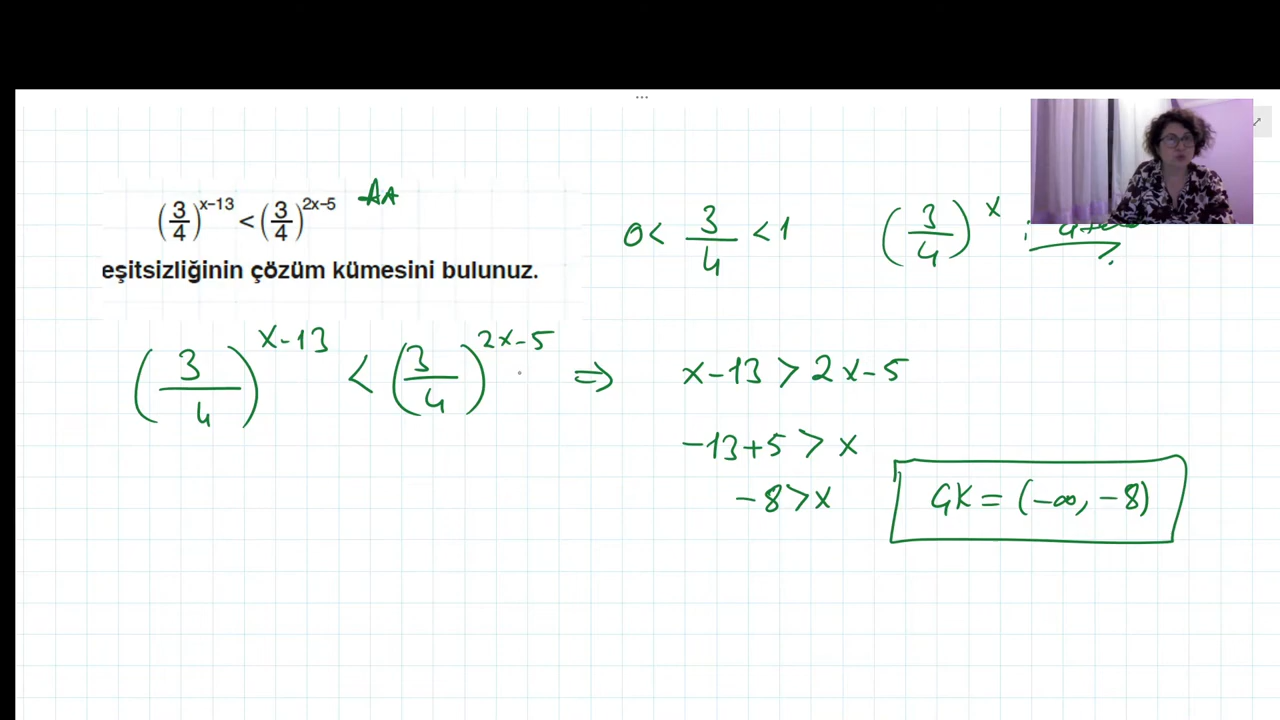 (3/4)^(x–13) < (3/4)^(2x–5) AA
eşitsizliğinin çözüm kümesini bulunuz.
0 < 3/4 < 1 (3/4)^x :
(3/4)^(x-13) < (3/4)^(2x-5) ⇒ x-13 > 2x-5
-13+5 > x
-8 > x
ÇK = (-∞, -8)